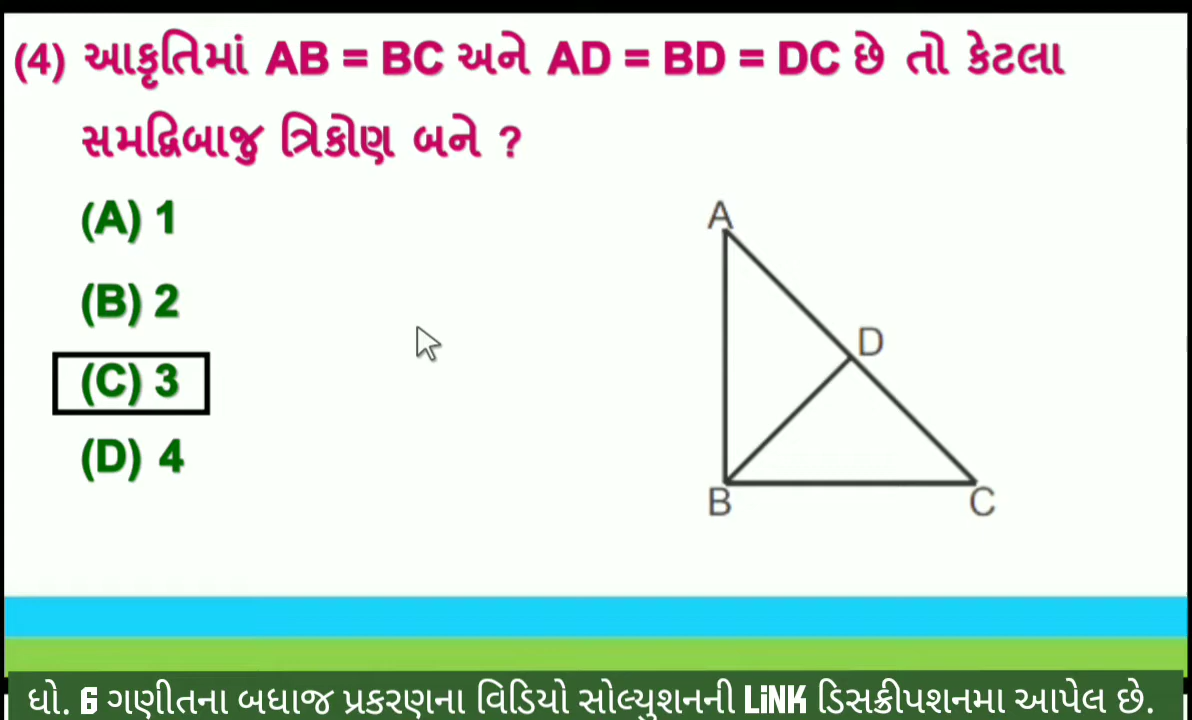 (4) આકૃતિમાં AB = BC અને AD = BD = DC છે તો કેટલા
સમદ્વિબાજુ ત્રિકોણ બને ?
(A) 1
(B) 2
(C) 3
(D) 4
A
D
B
C
ધો. 6 ગણીતના બધાજ પ્રકરણના વિડિયો સોલ્યુશનની LiNK ડિસક્રીપશનમા આપેલ છે.